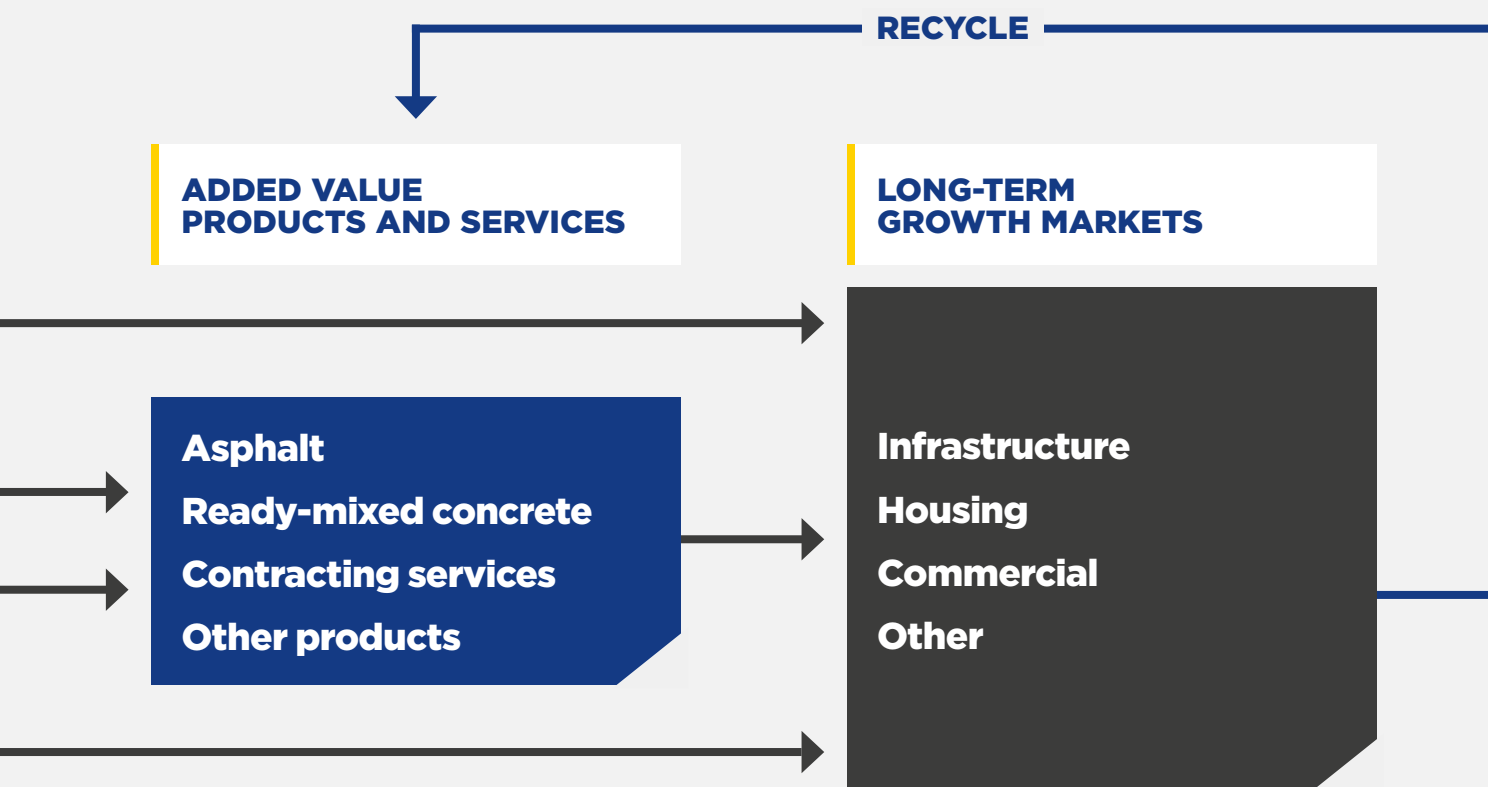 RECYCLE
ADDED VALUE
PRODUCTS AND SERVICES
LONG-TERM
GROWTH MARKETS
Asphalt
Ready-mixed concrete
Contracting services
Other products
Infrastructure
Housing
Commercial
Other